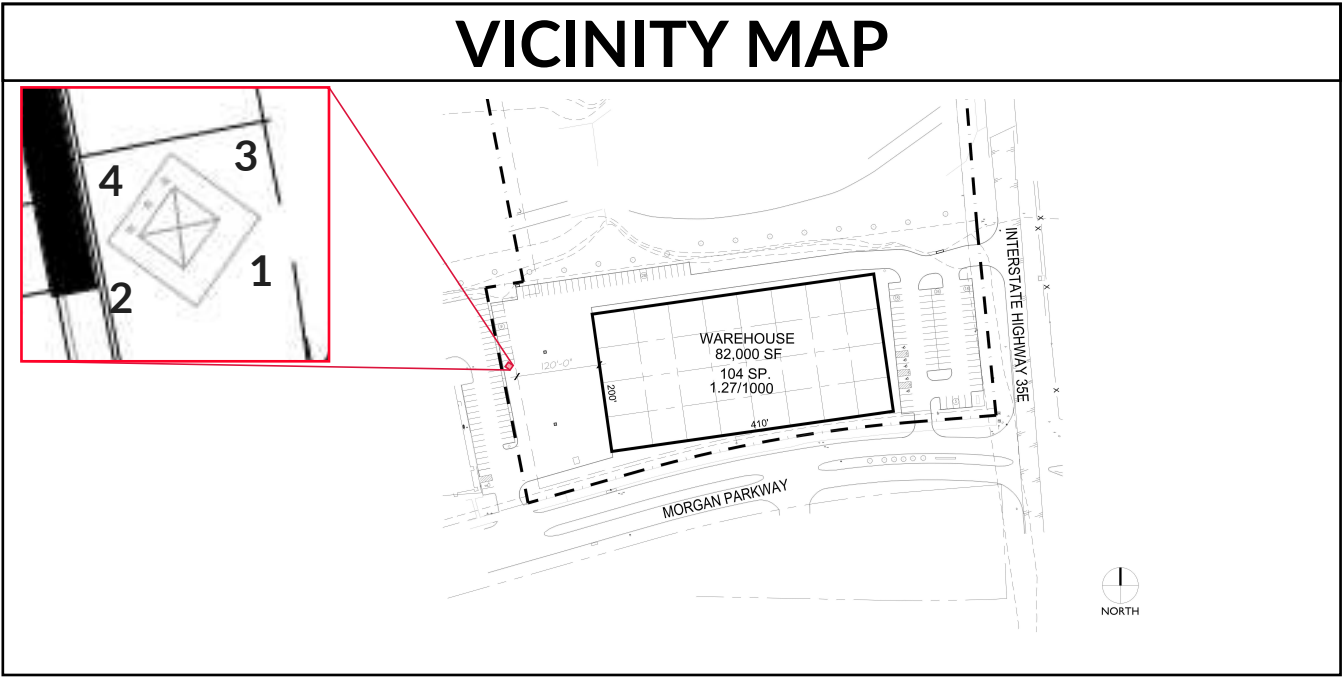 VICINITY MAP
4
3
2
1
WAREHOUSE
82,000 SF
104 SP.
1.27/1000
120'-0"
200'
410'
INTERSTATE HIGHWAY 35E
MORGAN PARKWAY
NORTH